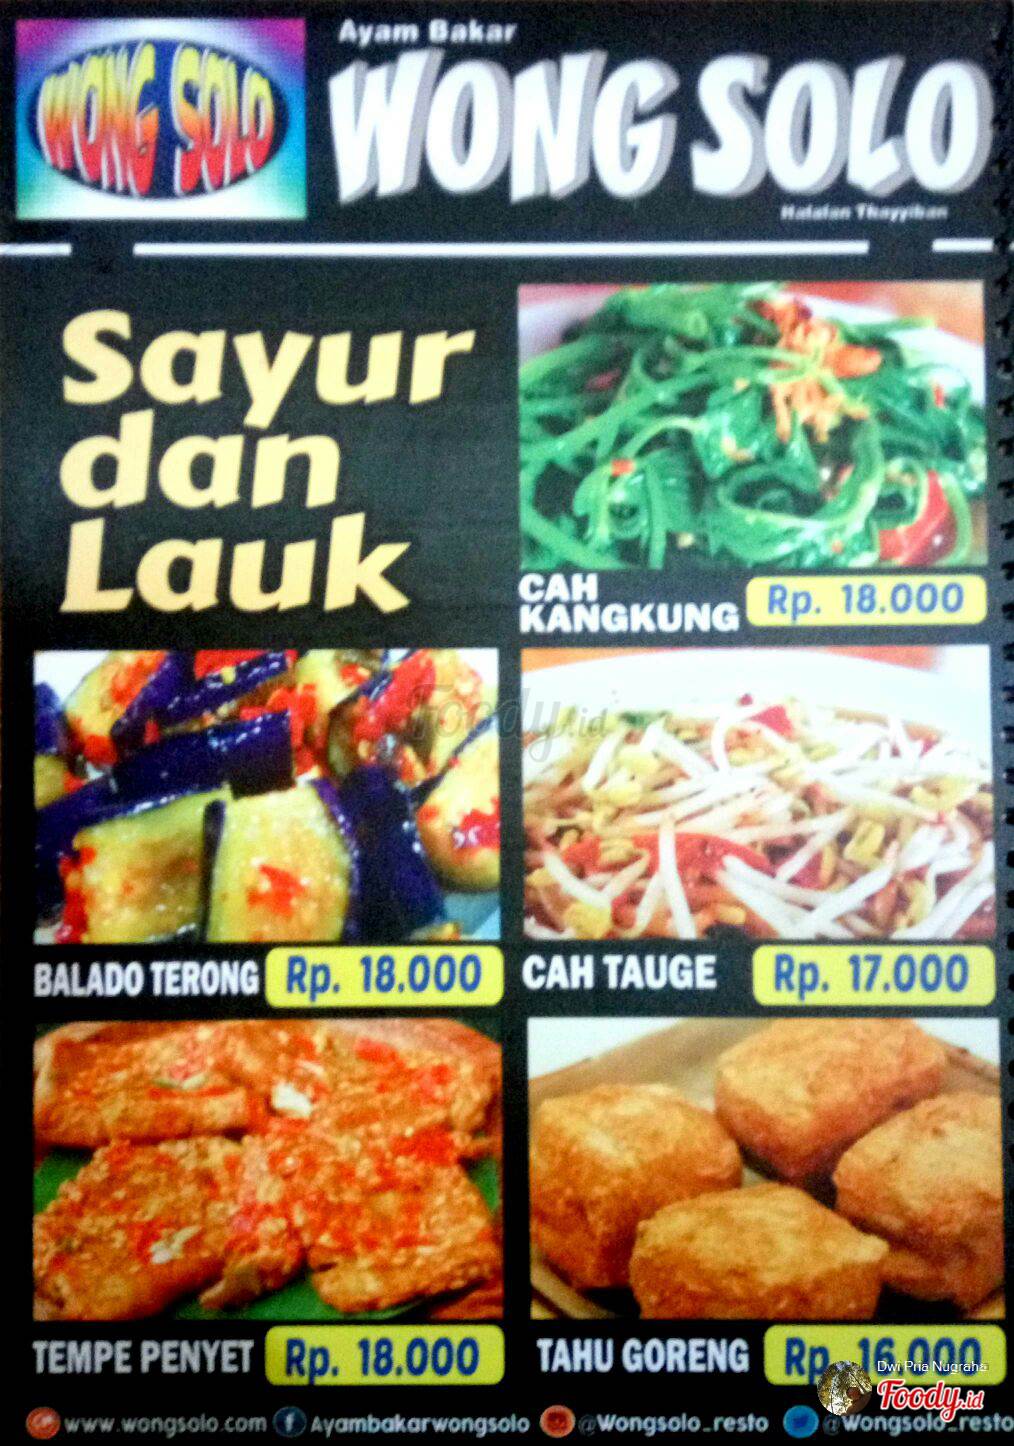 WONG SOLO
Ayam Bakar
WONG SOLO
Halalan Thayyiban
Sayur
dan
Lauk
CAH
KANGKUNG Rp. 18.000
Foody.id
BALADO TERONG Rp. 18.000
CAH TAUGE Rp. 17.000
TEMPE PENYET Rp. 18.000
TAHU GORENG Rp. 16.000
Dwi Pria Nugraha
Foody.id
www.wongsolo.com Ayambakarwongsolo @Wongsolo_resto @Wongsolo_resto